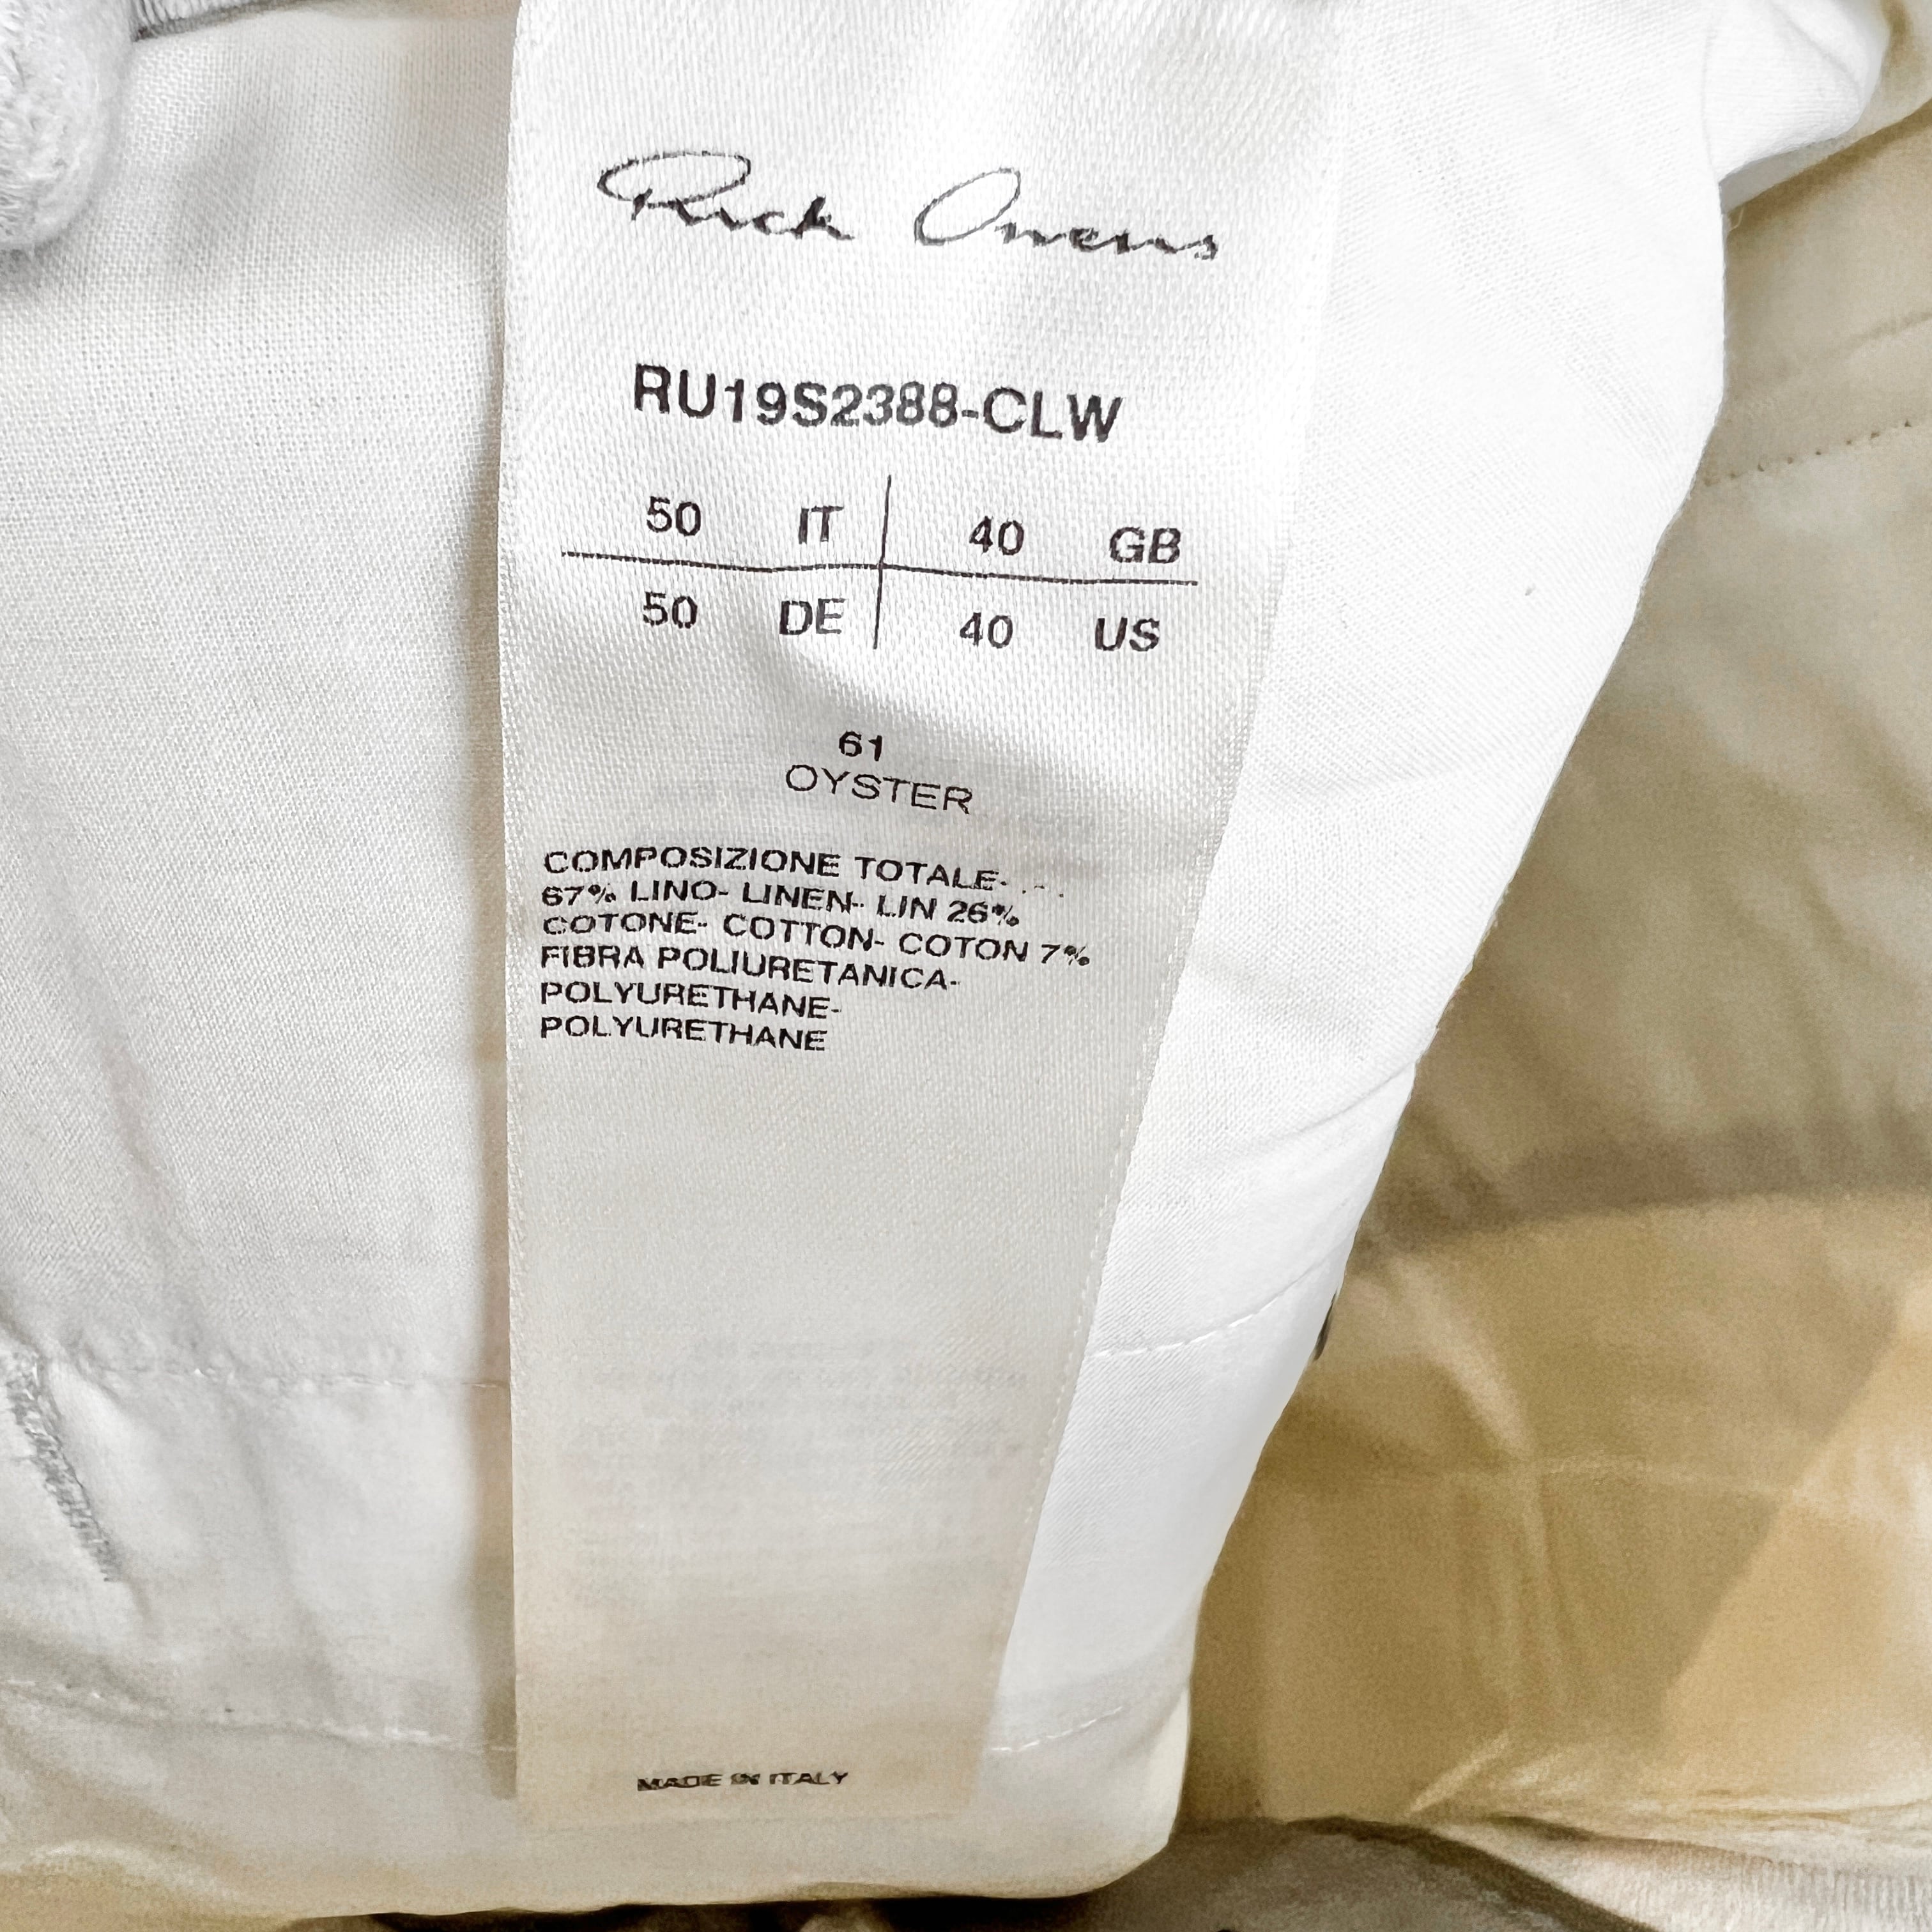 Rick Owens
RU19S2388-CLW
50 IT 40 GB
50 DE 40 US
61
OYSTER
COMPOSIZIONE TOTALE-
67% LINO- LINEN- LIN 26%
COTONE- COTTON- COTON 7%
FIBRA POLIURETANICA-
POLYURETHANE-
POLYURETHANE
MADE IN ITALY